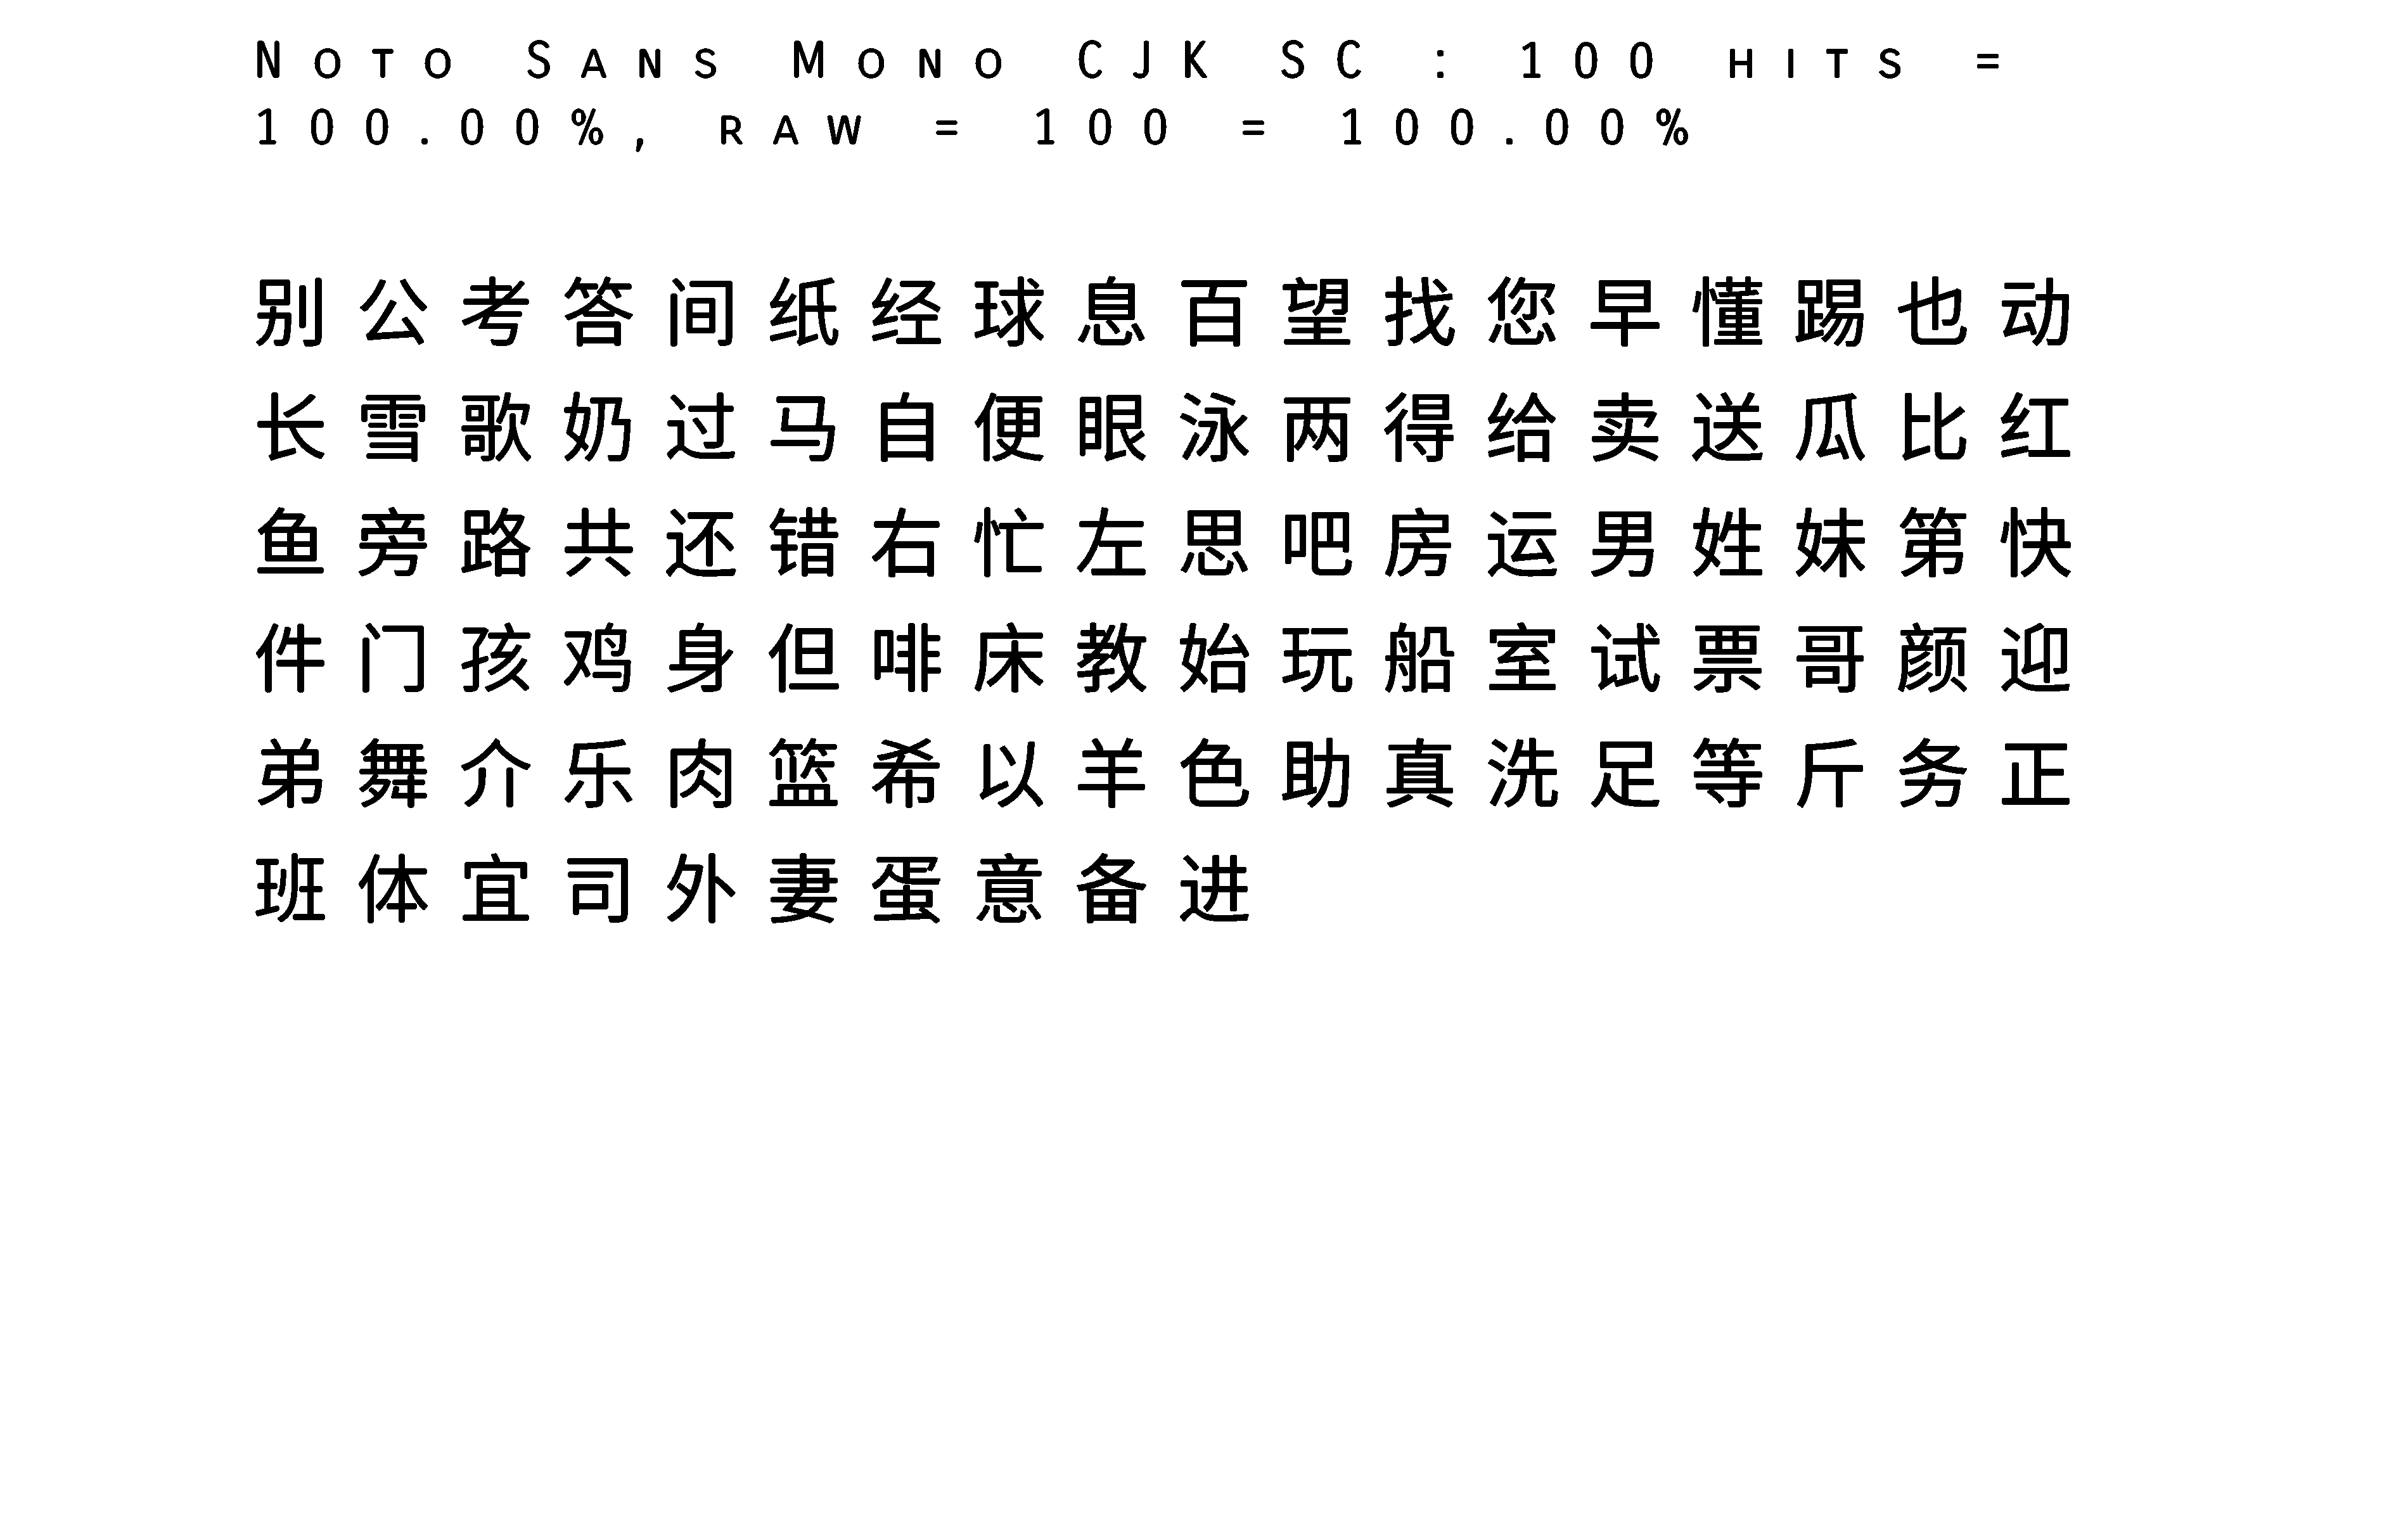 Noto Sans Mono CJK SC : 100 hits =
100.00%, raw = 100 = 100.00%
别公考答间纸经球息百望找您早懂踢也动
长雪歌奶过马自便眼泳两得给卖送瓜比红
鱼旁路共还错右忙左思吧房运男姓妹第快
件门孩鸡身但啡床教始玩船室试票哥颜迎
弟舞介乐肉篮希以羊色助真洗足等斤务正
班体宜司外妻蛋意备进